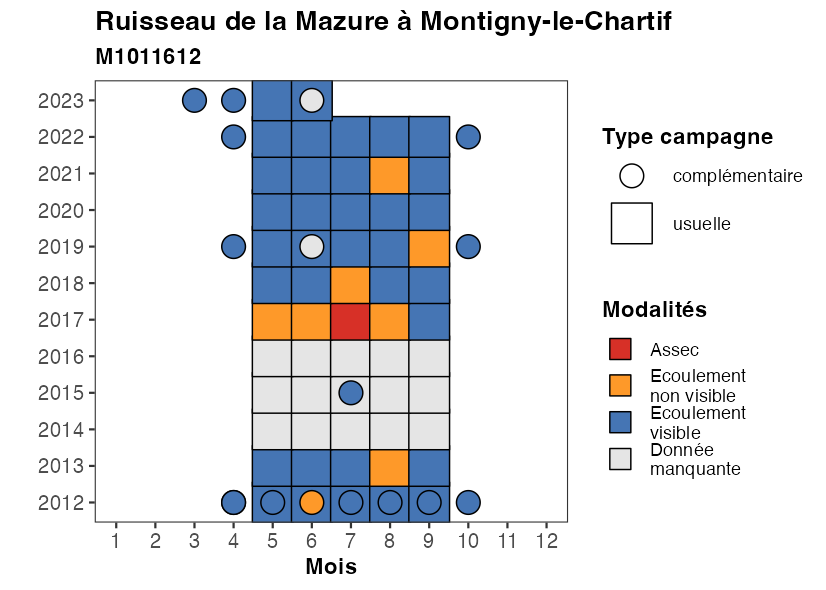 Ruisseau de la Mazure à Montigny-le-Chartif
M1011612
2023
2022
2021
2020
2019
2018
2017
2016
2015
2014
2013
2012
1 2 3 4 5 6 7 8 9 10 11 12
Mois
Type campagne
complémentaire
usuelle
Modalités
Assec
Ecoulement
non visible
Ecoulement
visible
Donnée
manquante